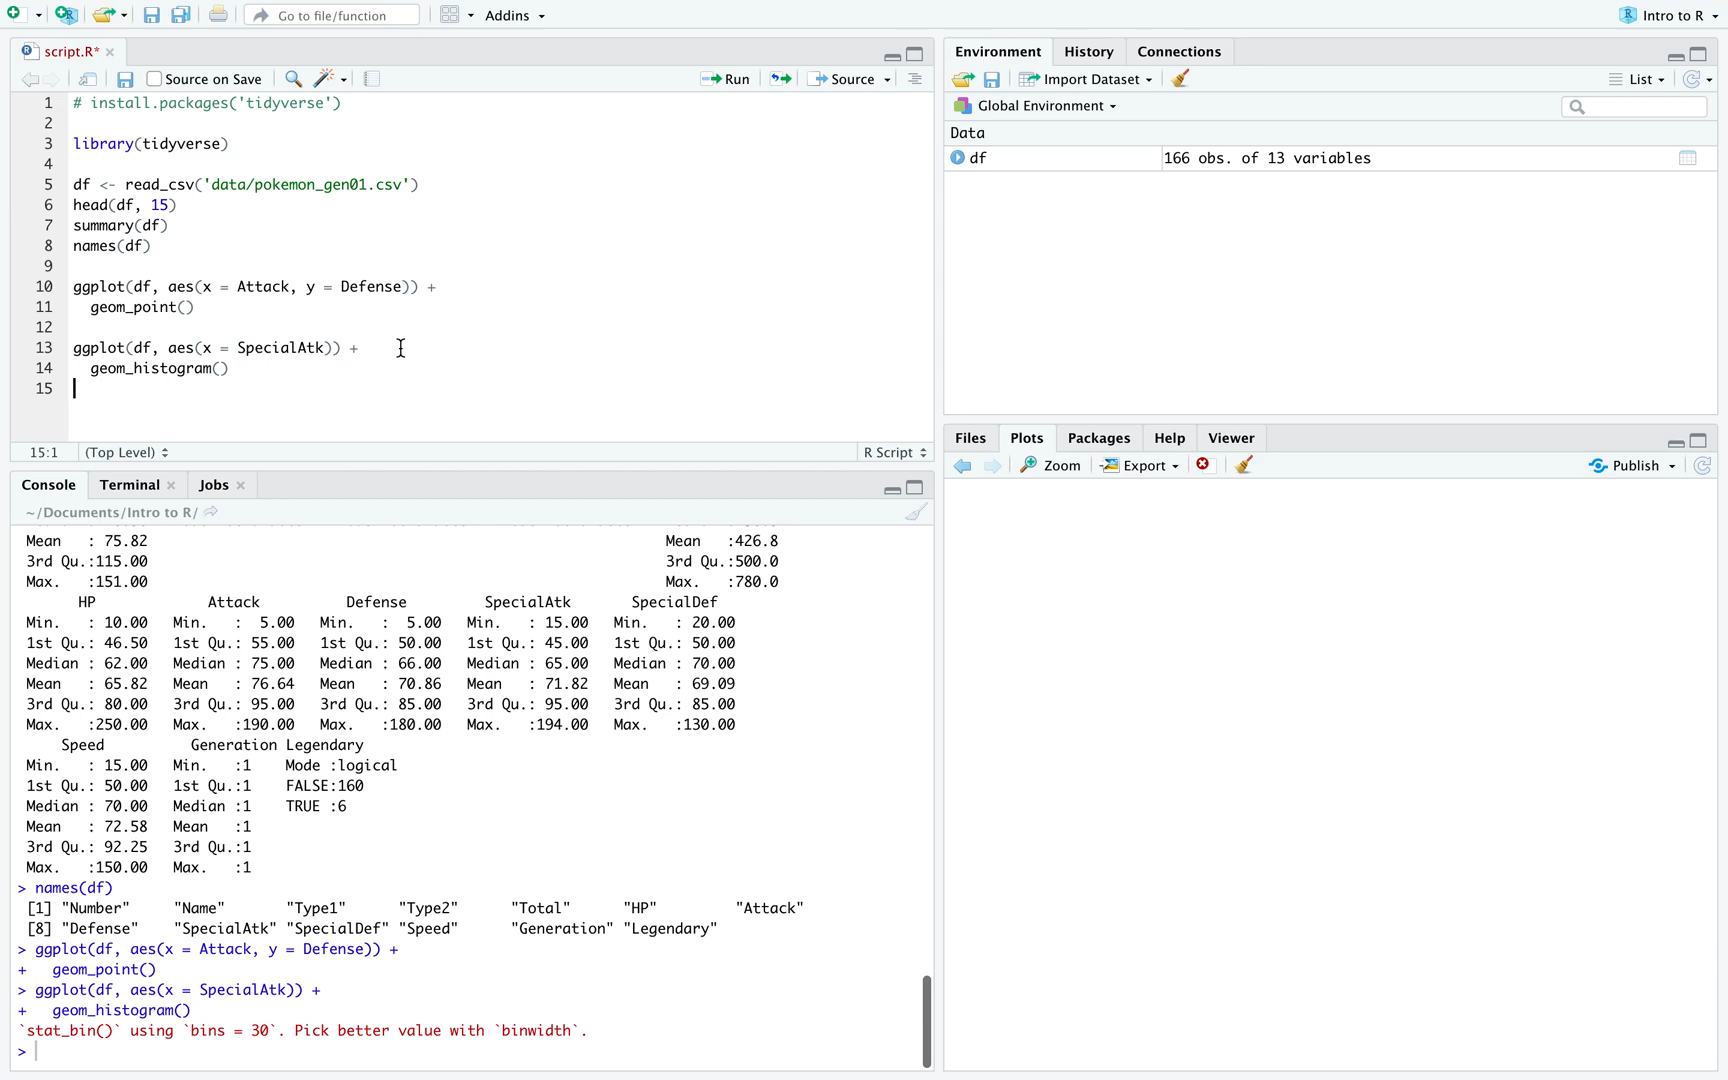 Go to file/function
Addins
Intro to R
script.R*
Source on Save
Run
Source
1 # install.packages('tidyverse')
2
3 library(tidyverse)
4
5 df <- read_csv('data/pokemon_gen01.csv')
6 head(df, 15)
7 summary(df)
8 names(df)
9
10 ggplot(df, aes(x = Attack, y = Defense)) +
11 geom_point()
12
13 ggplot(df, aes(x = SpecialAtk)) +
14 geom_histogram()
15
15:1 (Top Level) R Script
Console Terminal Jobs
~/Documents/Intro to R/
Mean : 75.82 Mean :426.8
3rd Qu.:115.00 3rd Qu.:500.0
Max. :151.00 Max. :780.0
HP Attack Defense SpecialAtk SpecialDef
Min. : 10.00 Min. : 5.00 Min. : 5.00 Min. : 15.00 Min. : 20.00
1st Qu.: 46.50 1st Qu.: 55.00 1st Qu.: 50.00 1st Qu.: 45.00 1st Qu.: 50.00
Median : 62.00 Median : 75.00 Median : 66.00 Median : 65.00 Median : 70.00
Mean : 65.82 Mean : 76.64 Mean : 70.86 Mean : 71.82 Mean : 69.09
3rd Qu.: 80.00 3rd Qu.: 95.00 3rd Qu.: 85.00 3rd Qu.: 95.00 3rd Qu.: 85.00
Max. :250.00 Max. :190.00 Max. :180.00 Max. :194.00 Max. :130.00
Speed Generation Legendary
Min. : 15.00 Min. :1 Mode :logical
1st Qu.: 50.00 1st Qu.:1 FALSE:160
Median : 70.00 Median :1 TRUE :6
Mean : 72.58 Mean :1
3rd Qu.: 92.25 3rd Qu.:1
Max. :150.00 Max. :1
> names(df)
[1] "Number" "Name" "Type1" "Type2" "Total" "HP" "Attack"
[8] "Defense" "SpecialAtk" "SpecialDef" "Speed" "Generation" "Legendary"
> ggplot(df, aes(x = Attack, y = Defense)) +
+ geom_point()
> ggplot(df, aes(x = SpecialAtk)) +
+ geom_histogram()
`stat_bin()` using `bins = 30`. Pick better value with `binwidth`.
>
Environment History Connections
Import Dataset List
Global Environment
Data
df 166 obs. of 13 variables
Files Plots Packages Help Viewer
Zoom Export Publish